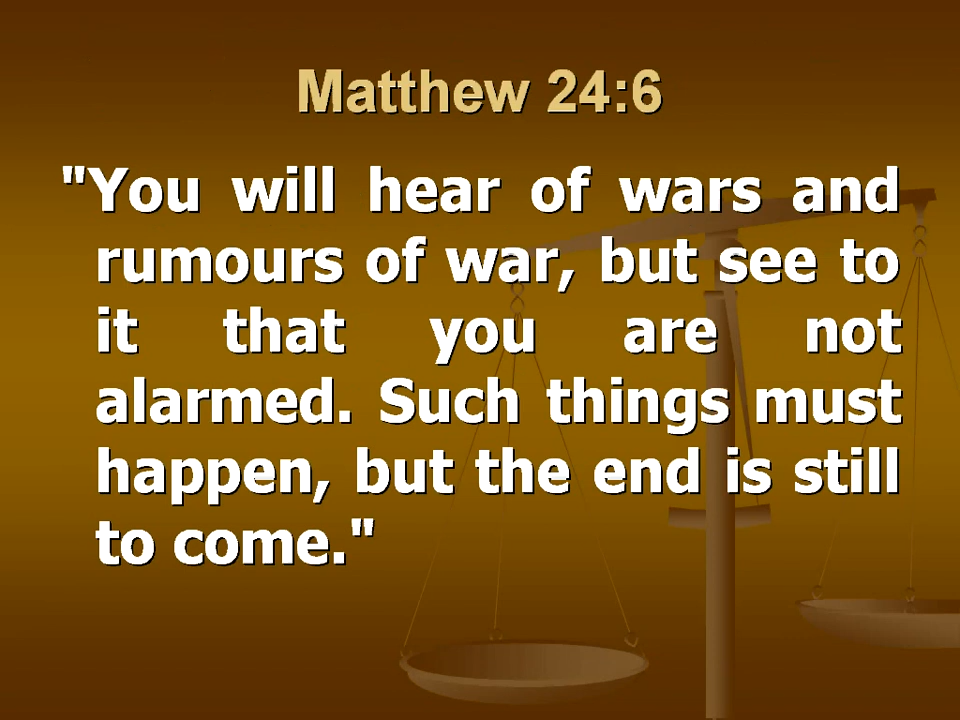 Matthew 24:6
"You will hear of wars and
rumours of war, but see to
it that you are not
alarmed. Such things must
happen, but the end is still
to come."